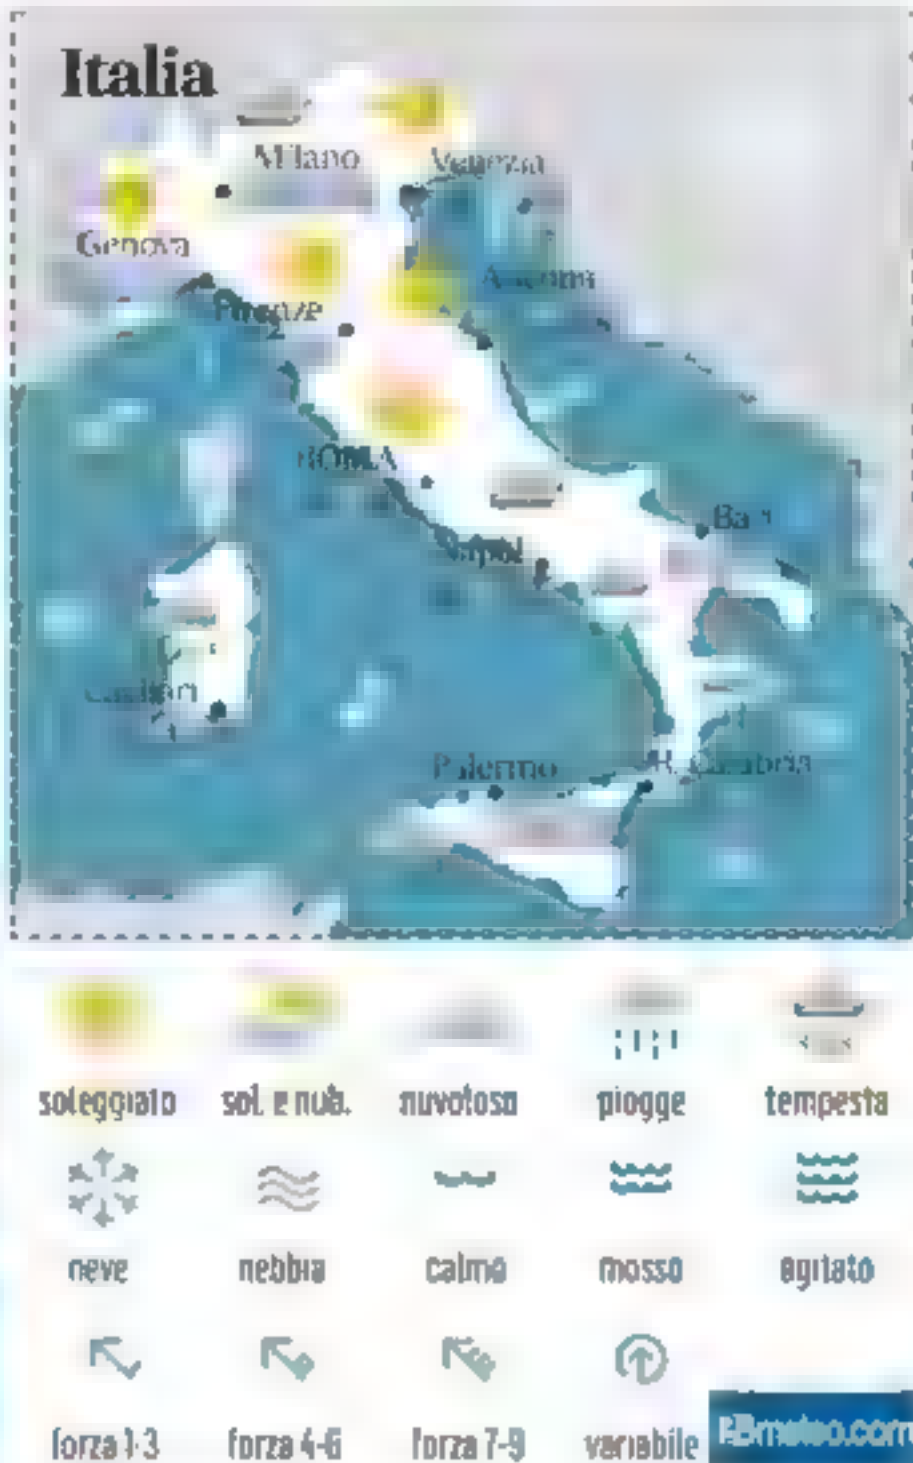 Italia
Milano
Venezia
Genova
Ancona
Firenze
ROMA
Bari
Napoli
Cagliari
Palermo
R. Calabria
soleggiato sol. e nub. nuvoloso piogge tempesta
neve nebbia calmo mosso agitato
forza 1-3 forza 4-6 forza 7-9 variabile
3Bmeteo.com